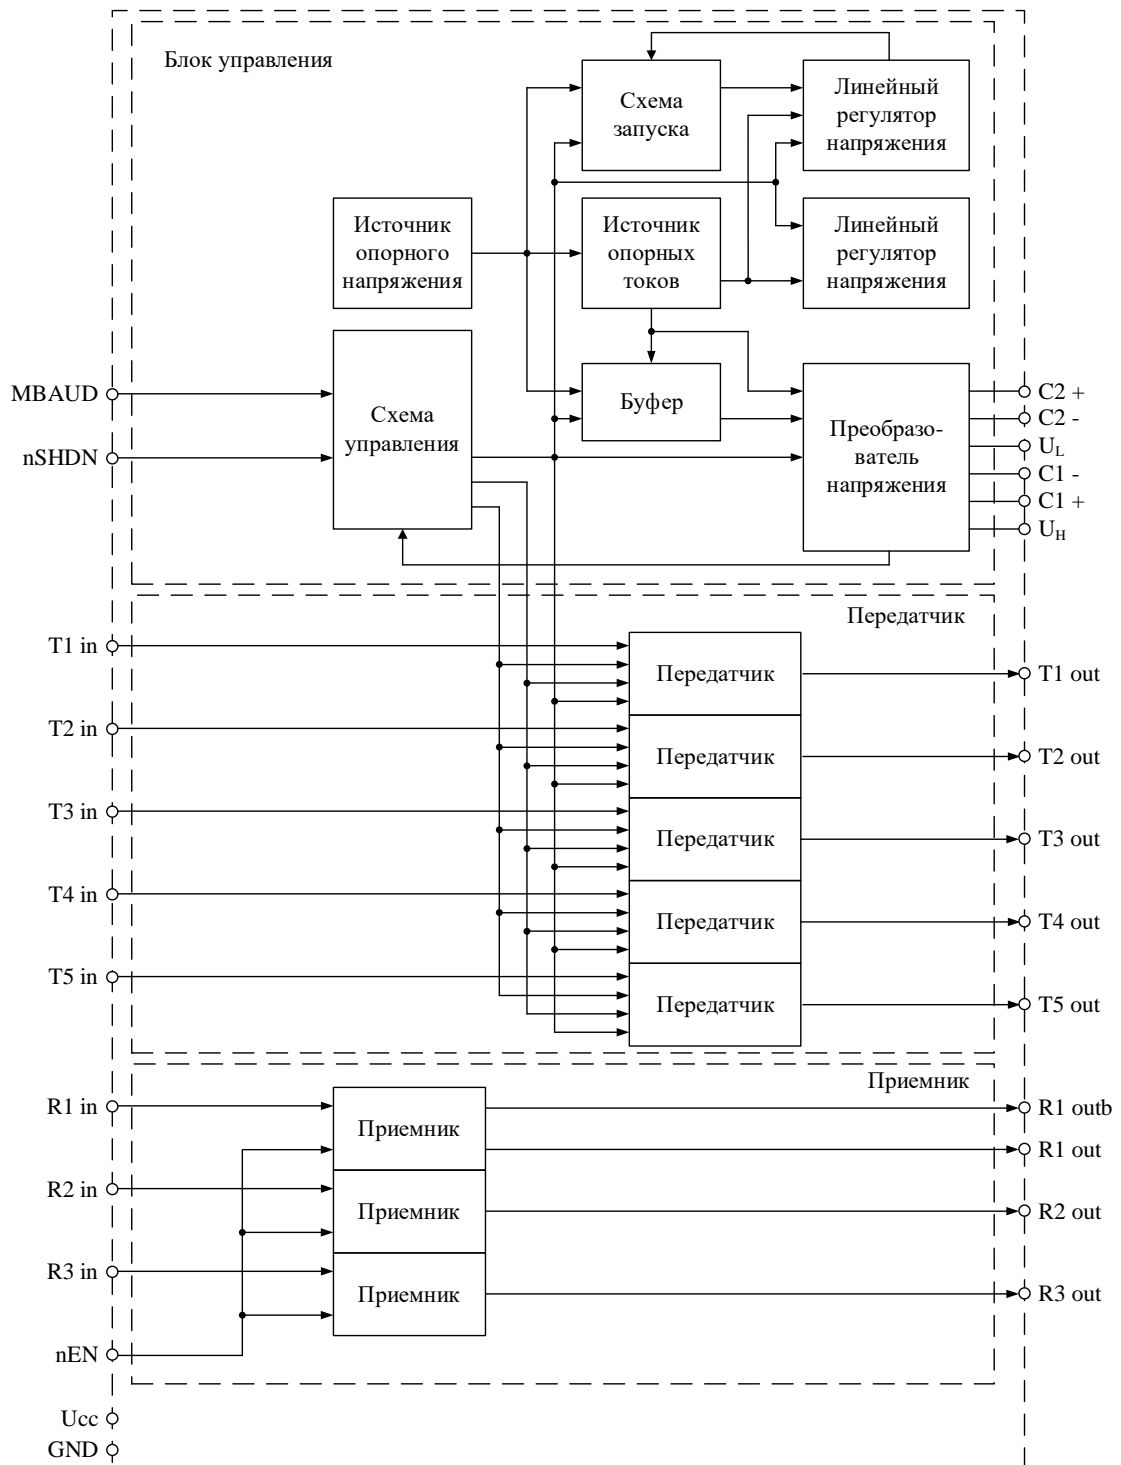 Блок управления
Схема
запуска
Линейный
регулятор
напряжения
Источник
опорного
напряжения
Источник
опорных
токов
Линейный
регулятор
напряжения
MBAUD
nSHDN
Схема
управления
Буфер
Преобразо-
ватель
напряжения
C2 +
C2 -
UL
C1 -
C1 +
UH
Передатчик
T1 in
Передатчик
T1 out
T2 in
Передатчик
T2 out
T3 in
Передатчик
T3 out
T4 in
Передатчик
T4 out
T5 in
Передатчик
T5 out
Приемник
R1 in
Приемник
R1 outb
R1 out
R2 in
Приемник
R2 out
R3 in
Приемник
R3 out
nEN
Ucc
GND